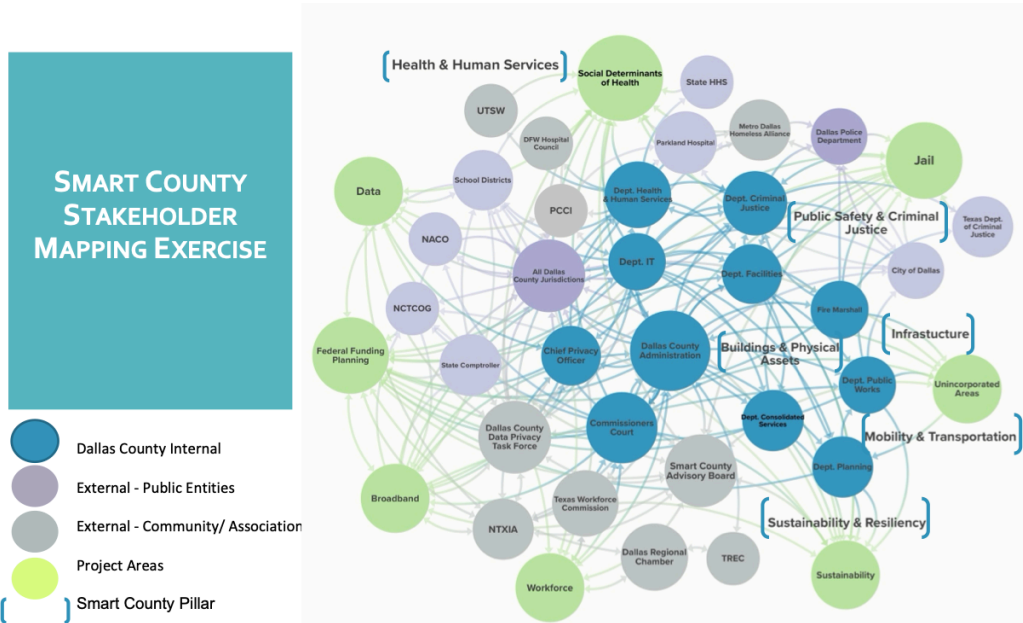 SMART COUNTY
STAKEHOLDER
MAPPING EXERCISE
Dallas County Internal
External - Public Entities
External - Community/ Association
Project Areas
Smart County Pillar
Health & Human Services
Social Determinants
of Health
State HHS
UTSW
DFW Hospital
Council
Parkland Hospital
Metro Dallas
Homeless Alliance
Dallas Police
Department
Jail
School Districts
Data
PCCI
Dept. Health
& Human Services
Dept. Criminal
Justice
Public Safety & Criminal
Justice
Texas Dept.
of Criminal
Justice
NACO
All Dallas
County Jurisdictions
Dept. IT
Dept. Facilities
City of Dallas
NCTCOG
Fire Marshall
Infrastucture
Federal Funding
Planning
State Comptroller
Chief Privacy
Officer
Dallas County
Administration
Buildings & Physical
Assets
Dept. Public
Works
Unincorporated
Areas
Dallas County
Data Privacy
Task Force
Commissioners
Court
Dept. Consolidated
Services
Mobility & Transportation
Smart County
Advisory Board
Dept. Planning
Broadband
Texas Workforce
Commission
NTXIA
Sustainability & Resiliency
Dallas Regional
Chamber
TREC
Workforce
Sustainability